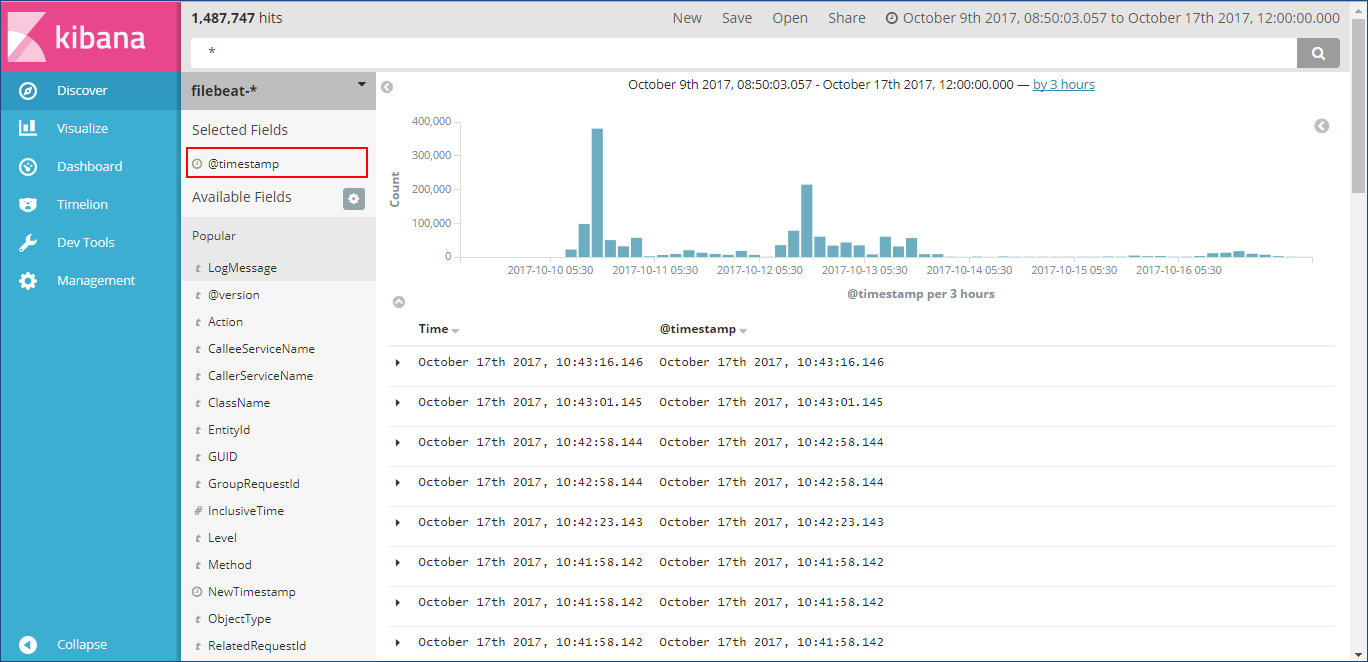 kibana
Discover
Visualize
Dashboard
Timelion
Dev Tools
Management
Collapse
1,487,747 hits
New Save Open Share October 9th 2017, 08:50:03.057 to October 17th 2017, 12:00:00.000
*
filebeat-*
Selected Fields
@timestamp
Available Fields
Popular
t LogMessage
t @version
t Action
t CalleeServiceName
t CallerServiceName
t ClassName
t EntityId
t GUID
t GroupRequestId
# InclusiveTime
t Level
t Method
NewTimestamp
t ObjectType
t RelatedRequestId
October 9th 2017, 08:50:03.057 - October 17th 2017, 12:00:00.000 — by 3 hours
Count
400,000
300,000
200,000
100,000
0
2017-10-10 05:30 2017-10-11 05:30 2017-10-12 05:30 2017-10-13 05:30 2017-10-14 05:30 2017-10-15 05:30 2017-10-16 05:30
@timestamp per 3 hours
Time @timestamp
October 17th 2017, 10:43:16.146 October 17th 2017, 10:43:16.146
October 17th 2017, 10:43:01.145 October 17th 2017, 10:43:01.145
October 17th 2017, 10:42:58.144 October 17th 2017, 10:42:58.144
October 17th 2017, 10:42:58.144 October 17th 2017, 10:42:58.144
October 17th 2017, 10:42:23.143 October 17th 2017, 10:42:23.143
October 17th 2017, 10:41:58.142 October 17th 2017, 10:41:58.142
October 17th 2017, 10:41:58.142 October 17th 2017, 10:41:58.142
October 17th 2017, 10:41:58.142 October 17th 2017, 10:41:58.142